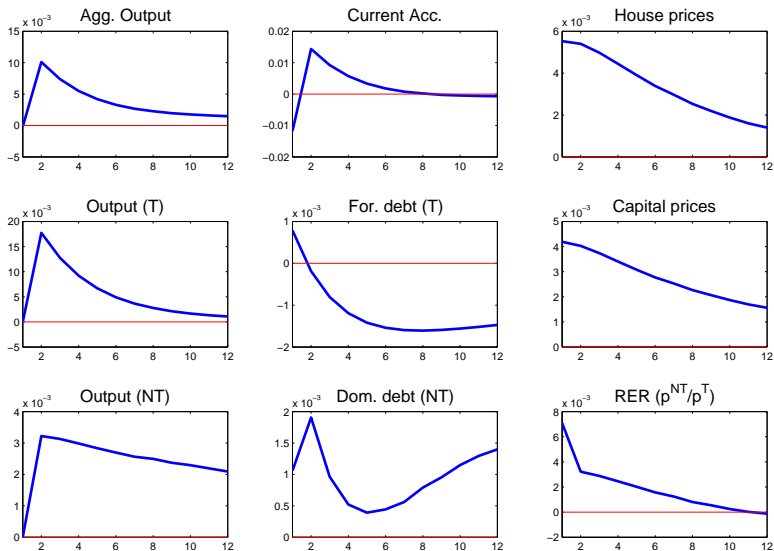 Agg. Output
x 10⁻³
15
10
5
0
−5
2 4 6 8 10 12
Current Acc.
0.02
0.01
0
−0.01
−0.02
2 4 6 8 10 12
House prices
x 10⁻³
6
4
2
0
2 4 6 8 10 12
Output (T)
x 10⁻³
20
15
10
5
0
−5
2 4 6 8 10 12
For. debt (T)
x 10⁻³
1
0
−1
−2
2 4 6 8 10 12
Capital prices
x 10⁻³
5
4
3
2
1
0
2 4 6 8 10 12
Output (NT)
x 10⁻³
4
3
2
1
0
2 4 6 8 10 12
Dom. debt (NT)
x 10⁻³
2
1.5
1
0.5
0
2 4 6 8 10 12
RER (p^NT/p^T)
x 10⁻³
8
6
4
2
0
−2
2 4 6 8 10 12